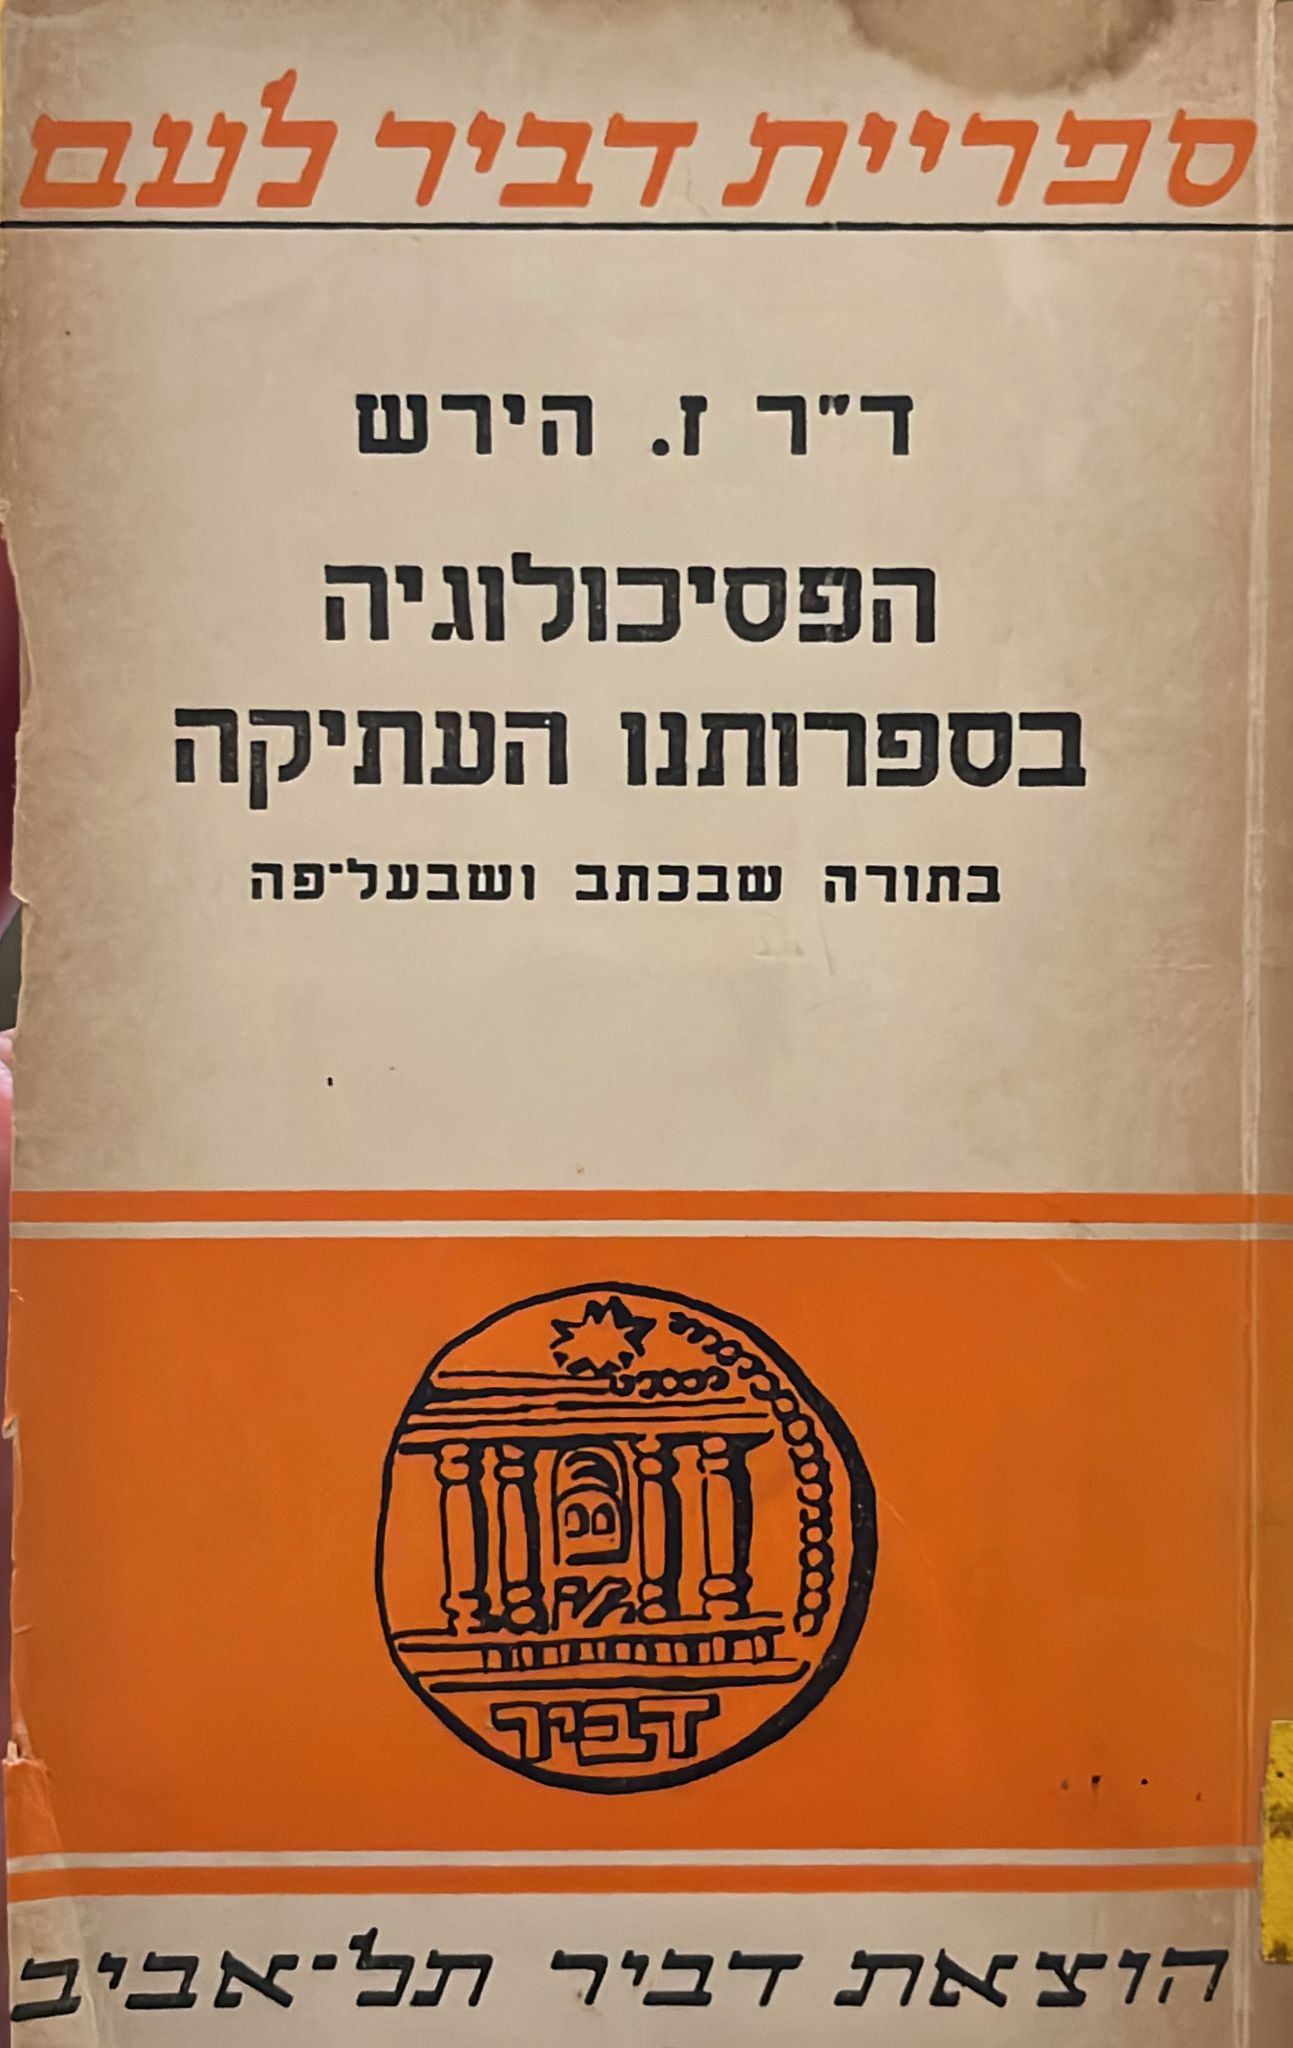 ספריית דביר לעם
ד"ר ז. הירש
הפסיכולוגיה
בספרותנו העתיקה
בתורה שבכתב ושבעל־פה
דביר
הוצאת דביר תל־אביב